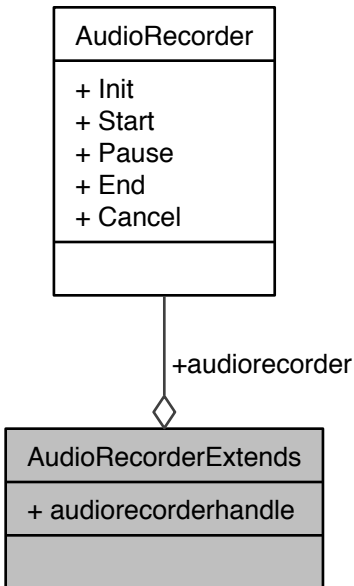 AudioRecorder
+ Init
+ Start
+ Pause
+ End
+ Cancel
+audiorecorder
AudioRecorderExtends
+ audiorecorderhandle